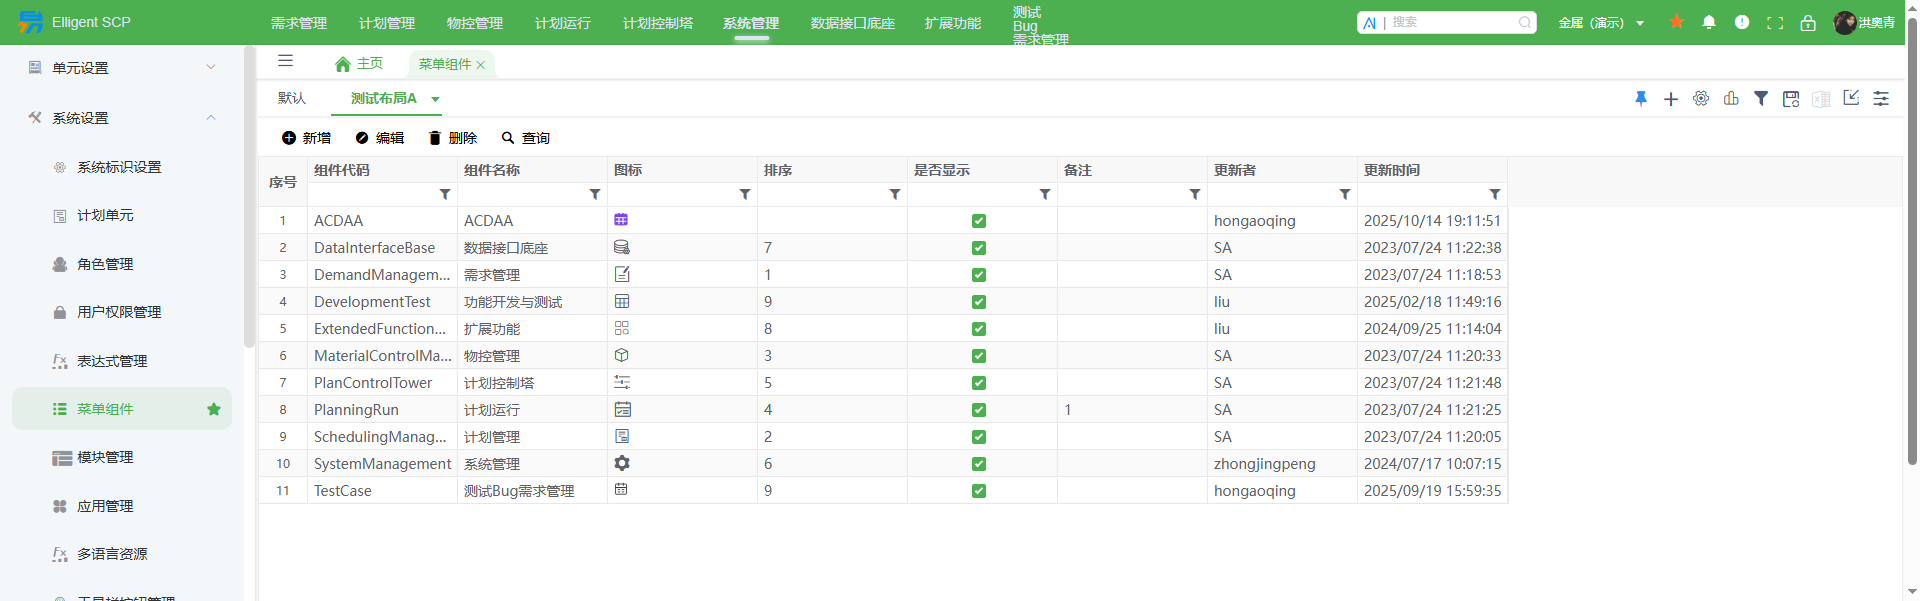 Elligent SCP
需求管理
计划管理
物控管理
计划运行
计划控制塔
系统管理
数据接口底座
扩展功能
测试
Bug
需求管理
搜索
金属（演示）
洪奥青
单元设置
系统设置
系统标识设置
计划单元
角色管理
用户权限管理
表达式管理
菜单组件
模块管理
应用管理
多语言资源
主页
菜单组件
默认
测试布局A
新增 编辑 删除 查询
序号 组件代码 组件名称 图标 排序 是否显示 备注 更新者 更新时间
1 ACDAA ACDAA hongaoqing 2025/10/14 19:11:51
2 DataInterfaceBase 数据接口底座 7 SA 2023/07/24 11:22:38
3 DemandManagem... 需求管理 1 SA 2023/07/24 11:18:53
4 DevelopmentTest 功能开发与测试 9 liu 2025/02/18 11:49:16
5 ExtendedFunction... 扩展功能 8 liu 2024/09/25 11:14:04
6 MaterialControlMa... 物控管理 3 SA 2023/07/24 11:20:33
7 PlanControlTower 计划控制塔 5 SA 2023/07/24 11:21:48
8 PlanningRun 计划运行 4 1 SA 2023/07/24 11:21:25
9 SchedulingManag... 计划管理 2 SA 2023/07/24 11:20:05
10 SystemManagement 系统管理 6 zhongjingpeng 2024/07/17 10:07:15
11 TestCase 测试Bug需求管理 9 hongaoqing 2025/09/19 15:59:35